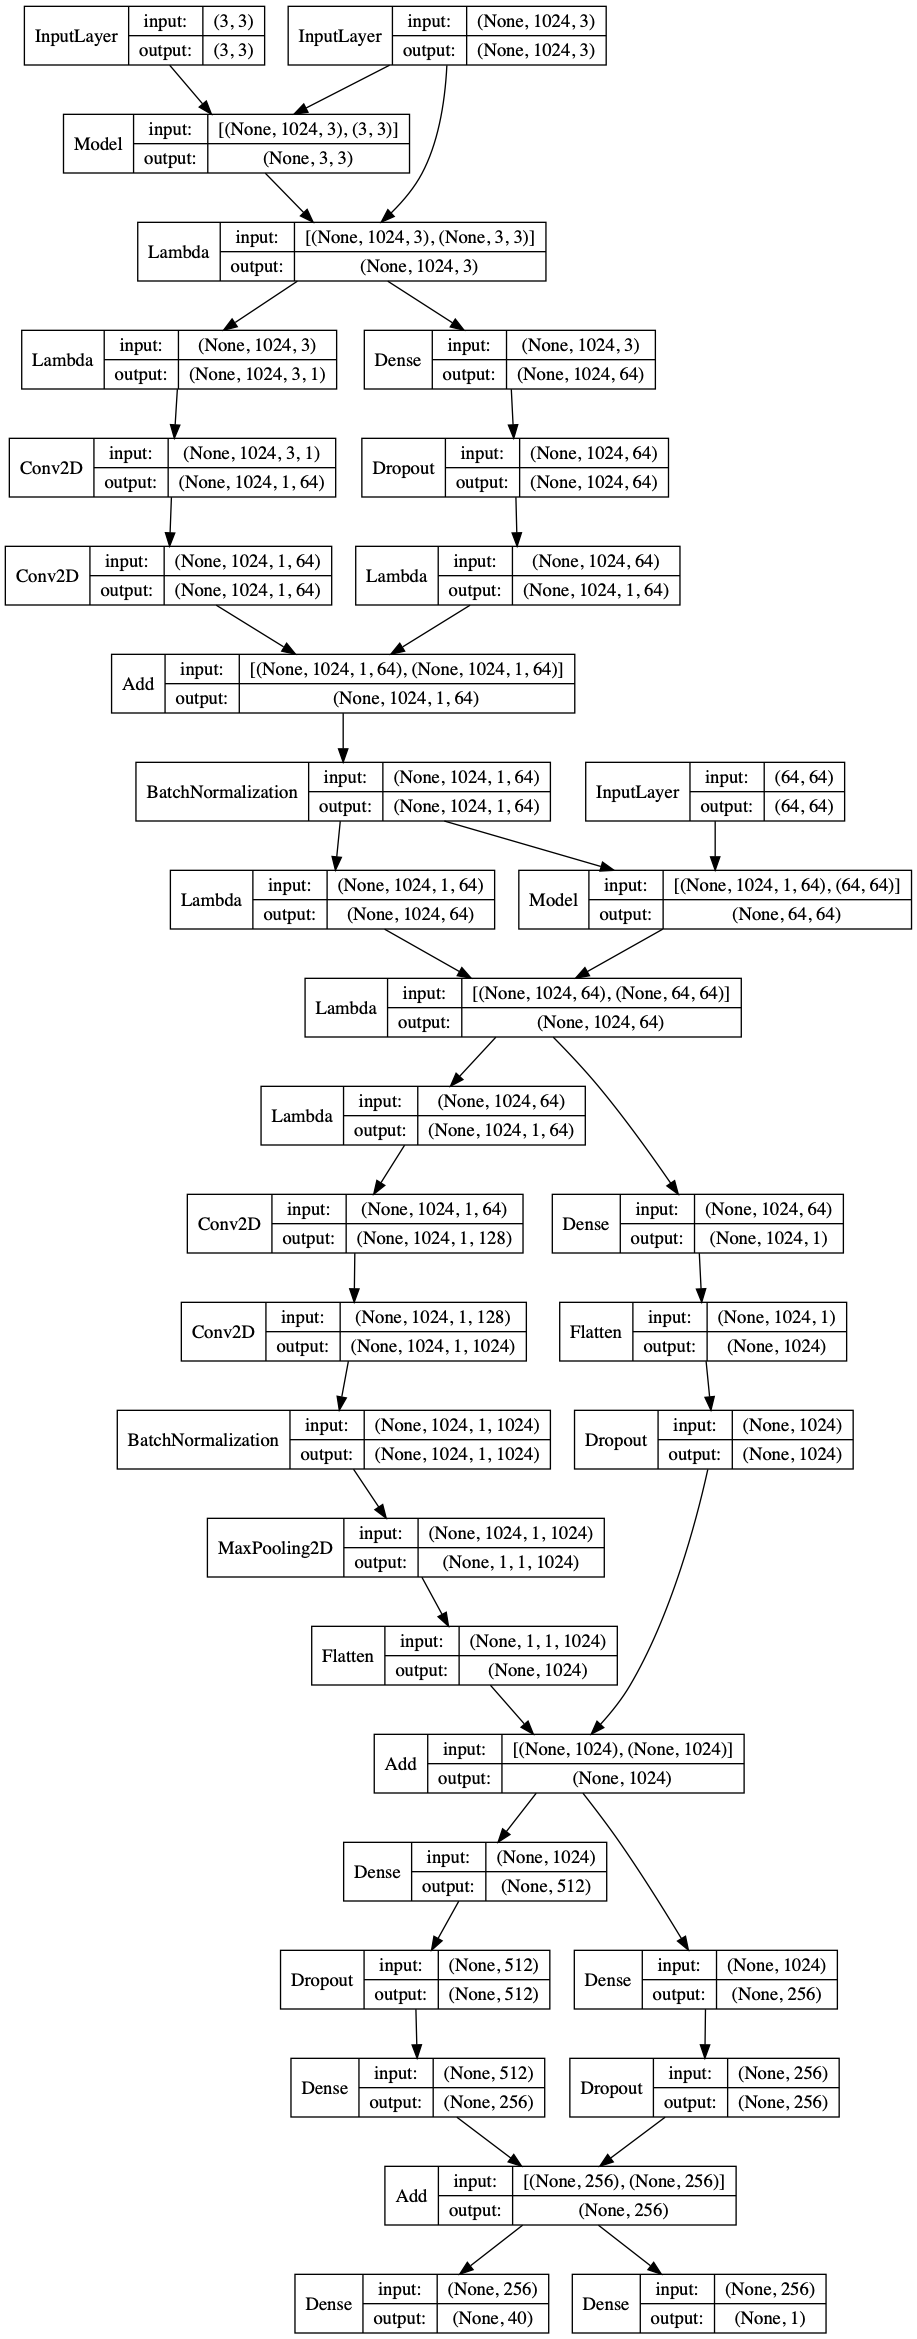 InputLayer input: (3, 3)
output: (3, 3)
InputLayer input: (None, 1024, 3)
output: (None, 1024, 3)
Model input: [(None, 1024, 3), (3, 3)]
output: (None, 3, 3)
Lambda input: [(None, 1024, 3), (None, 3, 3)]
output: (None, 1024, 3)
Lambda input: (None, 1024, 3)
output: (None, 1024, 3, 1)
Dense input: (None, 1024, 3)
output: (None, 1024, 64)
Conv2D input: (None, 1024, 3, 1)
output: (None, 1024, 1, 64)
Dropout input: (None, 1024, 64)
output: (None, 1024, 64)
Conv2D input: (None, 1024, 1, 64)
output: (None, 1024, 1, 64)
Lambda input: (None, 1024, 64)
output: (None, 1024, 1, 64)
Add input: [(None, 1024, 1, 64), (None, 1024, 1, 64)]
output: (None, 1024, 1, 64)
BatchNormalization input: (None, 1024, 1, 64)
output: (None, 1024, 1, 64)
InputLayer input: (64, 64)
output: (64, 64)
Lambda input: (None, 1024, 1, 64)
output: (None, 1024, 64)
Model input: [(None, 1024, 1, 64), (64, 64)]
output: (None, 64, 64)
Lambda input: [(None, 1024, 64), (None, 64, 64)]
output: (None, 1024, 64)
Lambda input: (None, 1024, 64)
output: (None, 1024, 1, 64)
Conv2D input: (None, 1024, 1, 64)
output: (None, 1024, 1, 128)
Dense input: (None, 1024, 64)
output: (None, 1024, 1)
Conv2D input: (None, 1024, 1, 128)
output: (None, 1024, 1, 1024)
Flatten input: (None, 1024, 1)
output: (None, 1024)
BatchNormalization input: (None, 1024, 1, 1024)
output: (None, 1024, 1, 1024)
Dropout input: (None, 1024)
output: (None, 1024)
MaxPooling2D input: (None, 1024, 1, 1024)
output: (None, 1, 1, 1024)
Flatten input: (None, 1, 1, 1024)
output: (None, 1024)
Add input: [(None, 1024), (None, 1024)]
output: (None, 1024)
Dense input: (None, 1024)
output: (None, 512)
Dropout input: (None, 512)
output: (None, 512)
Dense input: (None, 1024)
output: (None, 256)
Dense input: (None, 512)
output: (None, 256)
Dropout input: (None, 256)
output: (None, 256)
Add input: [(None, 256), (None, 256)]
output: (None, 256)
Dense input: (None, 256)
output: (None, 40)
Dense input: (None, 256)
output: (None, 1)